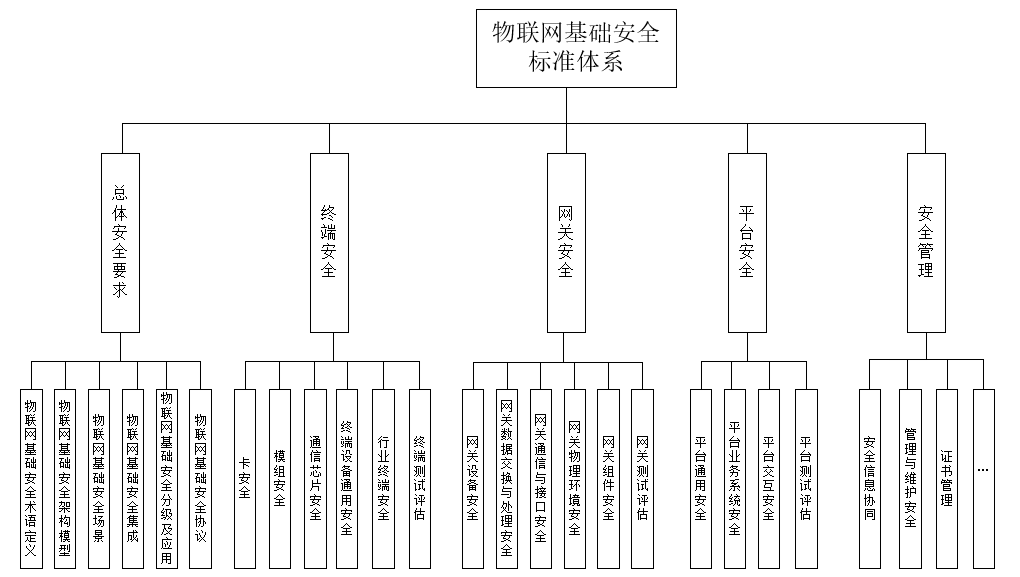 物联网基础安全
标准体系
总体安全要求
终端安全
网关安全
平台安全
安全管理
物联网基础安全术语定义
物联网基础安全架构模型
物联网基础安全场景
物联网基础安全集成
物联网基础安全分级及应用
物联网基础安全协议
卡安全
模组安全
通信芯片安全
终端设备通用安全
行业终端安全
终端测试评估
网关设备安全
网关数据交换与处理安全
网关通信与接口安全
网关物理环境安全
网关组件安全
网关测试评估
平台通用安全
平台业务系统安全
平台交互安全
平台测试评估
安全信息协同
管理与维护安全
证书管理
...